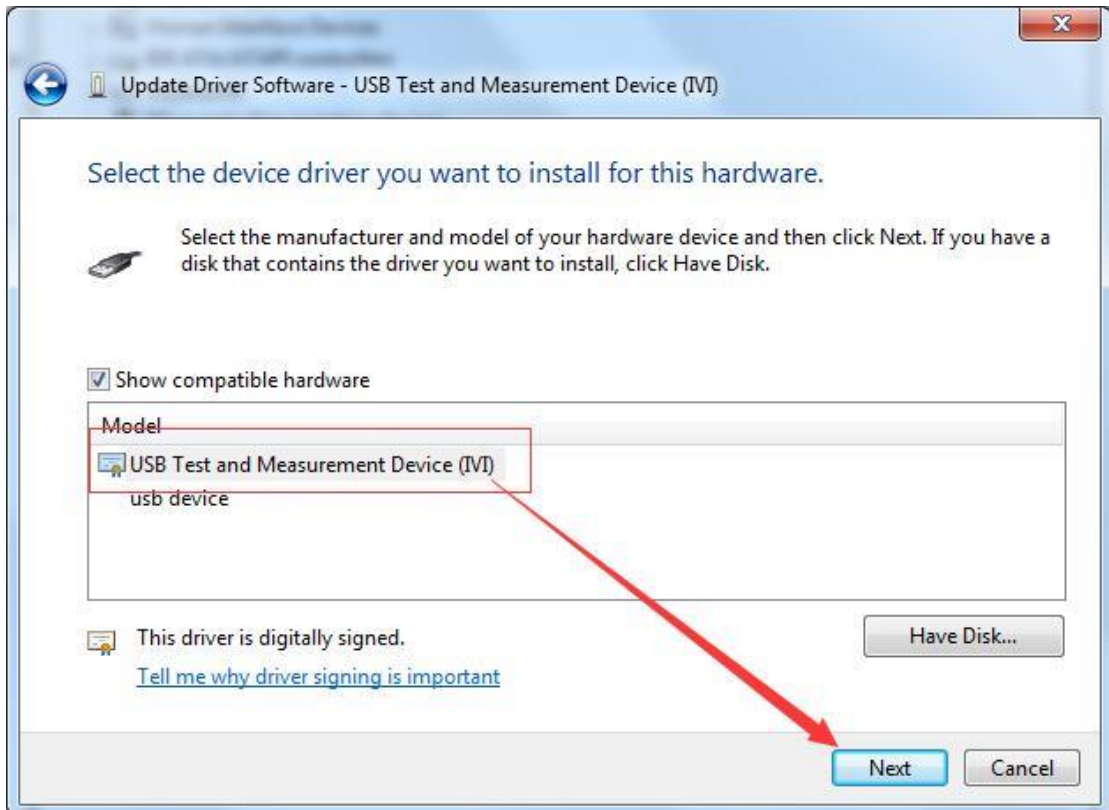 Update Driver Software - USB Test and Measurement Device (IVI)
Select the device driver you want to install for this hardware.
Select the manufacturer and model of your hardware device and then click Next. If you have a
disk that contains the driver you want to install, click Have Disk.
Show compatible hardware
Model
USB Test and Measurement Device (IVI)
usb device
This driver is digitally signed.
Have Disk...
Tell me why driver signing is important
Next
Cancel